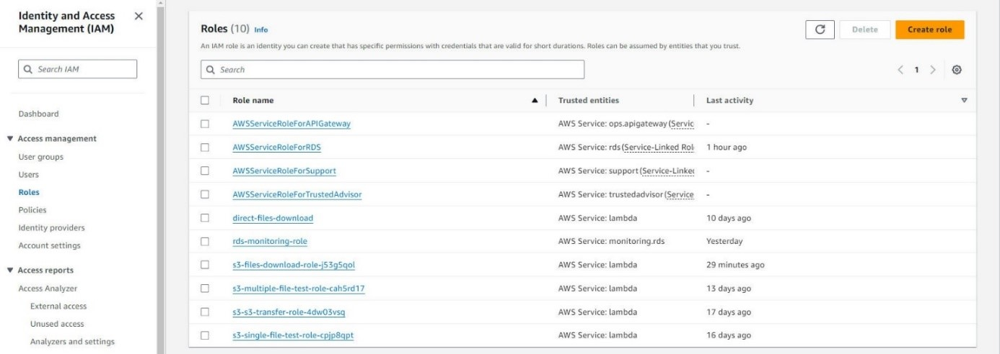 Identity and Access
Management (IAM)
Search IAM
Dashboard
Access management
User groups
Users
Roles
Policies
Identity providers
Account settings
Access reports
Access Analyzer
External access
Unused access
Analyzers and settings
Roles (10) Info
Delete
Create role
An IAM role is an identity you can create that has specific permissions with credentials that are valid for short durations. Roles can be assumed by entities that you trust.
Search
1
Role name Trusted entities Last activity
AWSServiceRoleForAPIGateway AWS Service: ops.apigateway (Servic -
AWSServiceRoleForRDS AWS Service: rds (Service-Linked Rol 1 hour ago
AWSServiceRoleForSupport AWS Service: support (Service-Linked -
AWSServiceRoleForTrustedAdvisor AWS Service: trustedadvisor (Service -
direct-files-download AWS Service: lambda 10 days ago
rds-monitoring-role AWS Service: monitoring.rds Yesterday
s3-files-download-role-j53g5qol AWS Service: lambda 29 minutes ago
s3-multiple-file-test-role-cah5rd17 AWS Service: lambda 13 days ago
s3-s3-transfer-role-4dw03vsq AWS Service: lambda 17 days ago
s3-single-file-test-role-cpjp8qpt AWS Service: lambda 16 days ago